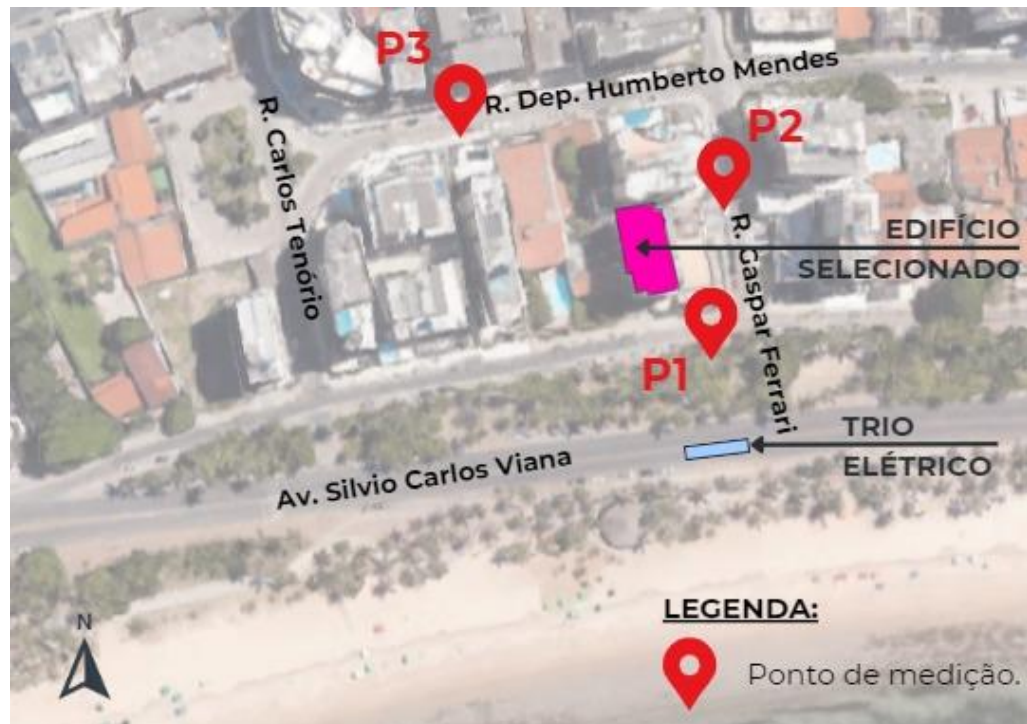 P3
R. Dep. Humberto Mendes
P2
R. Carlos Tenório
R. Gaspar Ferrari
EDIFÍCIO
SELECIONADO
P1
TRIO
ELÉTRICO
Av. Silvio Carlos Viana
LEGENDA:
N
Ponto de medição.